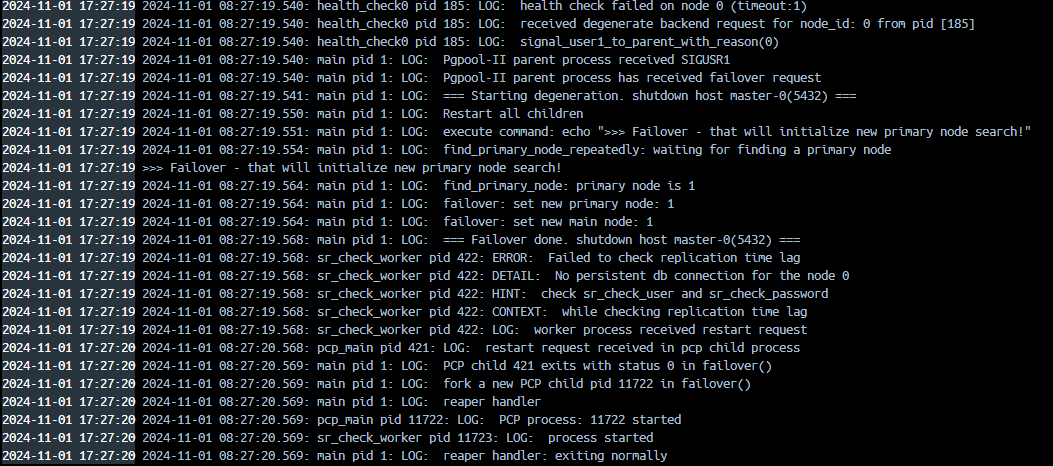 2024-11-01 17:27:19 2024-11-01 08:27:19.540: health_check0 pid 185: LOG:  health check failed on node 0 (timeout:1)
2024-11-01 17:27:19 2024-11-01 08:27:19.540: health_check0 pid 185: LOG:  received degenerate backend request for node_id: 0 from pid [185]
2024-11-01 17:27:19 2024-11-01 08:27:19.540: health_check0 pid 185: LOG:  signal_user1_to_parent_with_reason(0)
2024-11-01 17:27:19 2024-11-01 08:27:19.540: main pid 1: LOG:  Pgpool-II parent process received SIGUSR1
2024-11-01 17:27:19 2024-11-01 08:27:19.540: main pid 1: LOG:  Pgpool-II parent process has received failover request
2024-11-01 17:27:19 2024-11-01 08:27:19.541: main pid 1: LOG:  === Starting degeneration. shutdown host master-0(5432) ===
2024-11-01 17:27:19 2024-11-01 08:27:19.550: main pid 1: LOG:  Restart all children
2024-11-01 17:27:19 2024-11-01 08:27:19.551: main pid 1: LOG:  execute command: echo ">>> Failover - that will initialize new primary node search!"
2024-11-01 17:27:19 2024-11-01 08:27:19.554: main pid 1: LOG:  find_primary_node_repeatedly: waiting for finding a primary node
2024-11-01 17:27:19 >>> Failover - that will initialize new primary node search!
2024-11-01 17:27:19 2024-11-01 08:27:19.564: main pid 1: LOG:  find_primary_node: primary node is 1
2024-11-01 17:27:19 2024-11-01 08:27:19.564: main pid 1: LOG:  failover: set new primary node: 1
2024-11-01 17:27:19 2024-11-01 08:27:19.564: main pid 1: LOG:  failover: set new main node: 1
2024-11-01 17:27:19 2024-11-01 08:27:19.568: main pid 1: LOG:  === Failover done. shutdown host master-0(5432) ===
2024-11-01 17:27:19 2024-11-01 08:27:19.568: sr_check_worker pid 422: ERROR:  Failed to check replication time lag
2024-11-01 17:27:19 2024-11-01 08:27:19.568: sr_check_worker pid 422: DETAIL:  No persistent db connection for the node 0
2024-11-01 17:27:19 2024-11-01 08:27:19.568: sr_check_worker pid 422: HINT:  check sr_check_user and sr_check_password
2024-11-01 17:27:19 2024-11-01 08:27:19.568: sr_check_worker pid 422: CONTEXT:  while checking replication time lag
2024-11-01 17:27:19 2024-11-01 08:27:19.568: sr_check_worker pid 422: LOG:  worker process received restart request
2024-11-01 17:27:20 2024-11-01 08:27:20.568: pcp_main pid 421: LOG:  restart request received in pcp child process
2024-11-01 17:27:20 2024-11-01 08:27:20.569: main pid 1: LOG:  PCP child 421 exits with status 0 in failover()
2024-11-01 17:27:20 2024-11-01 08:27:20.569: main pid 1: LOG:  fork a new PCP child pid 11722 in failover()
2024-11-01 17:27:20 2024-11-01 08:27:20.569: main pid 1: LOG:  reaper handler
2024-11-01 17:27:20 2024-11-01 08:27:20.569: pcp_main pid 11722: LOG:  PCP process: 11722 started
2024-11-01 17:27:20 2024-11-01 08:27:20.569: sr_check_worker pid 11723: LOG:  process started
2024-11-01 17:27:20 2024-11-01 08:27:20.569: main pid 1: LOG:  reaper handler: exiting normally